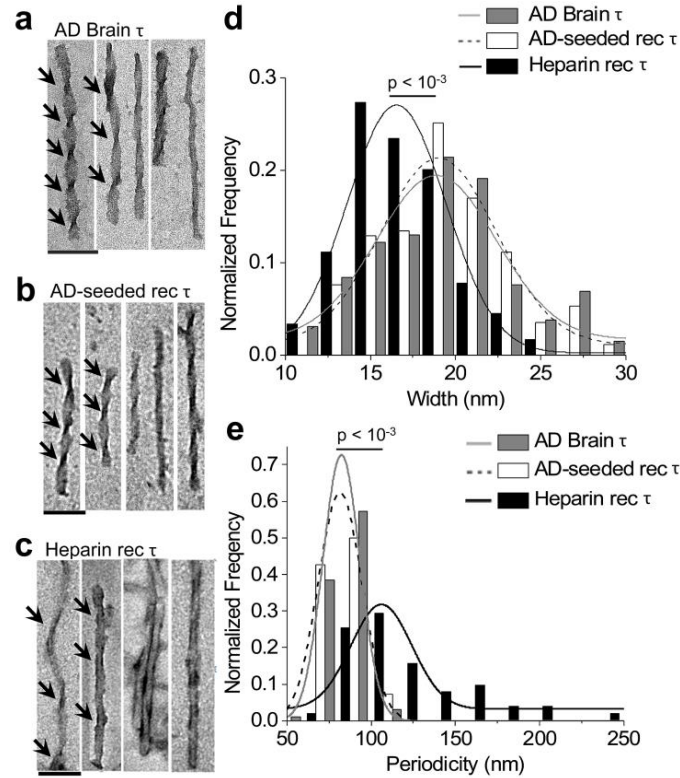 a
AD Brain τ
b
AD-seeded rec τ
c
Heparin rec τ
d
AD Brain τ
AD-seeded rec τ
Heparin rec τ
p < 10-3
Normalized Frequency
0.3
0.2
0.1
0.0
10 15 20 25 30
Width (nm)
e
AD Brain τ
AD-seeded rec τ
Heparin rec τ
p < 10-3
Normalized Freqency
0.7
0.6
0.5
0.4
0.3
0.2
0.1
0.0
50 100 150 200 250
Periodicity (nm)